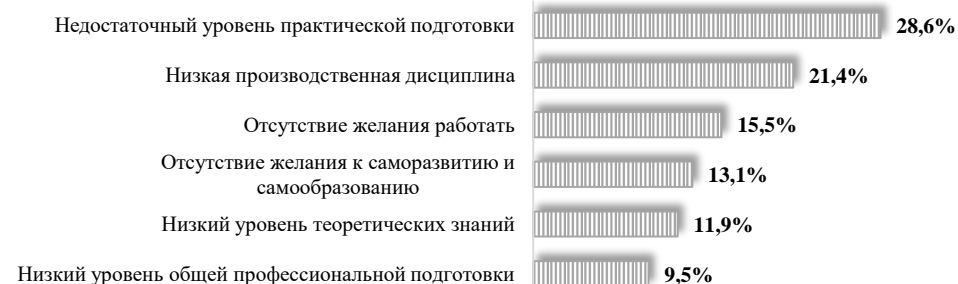 Недостаточный уровень практической подготовки 28,6%
Низкая производственная дисциплина 21,4%
Отсутствие желания работать 15,5%
Отсутствие желания к саморазвитию и
самообразованию 13,1%
Низкий уровень теоретических знаний 11,9%
Низкий уровень общей профессиональной подготовки 9,5%